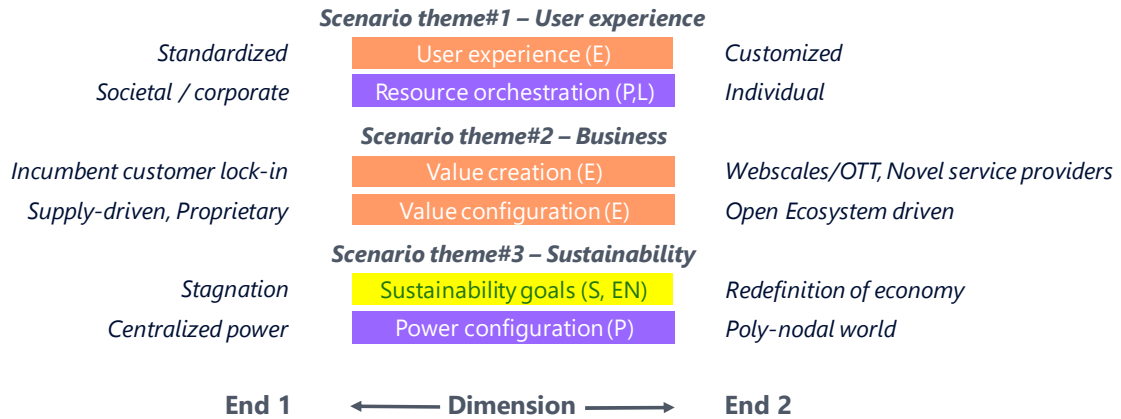 Scenario theme#1 – User experience
Standardized User experience (E) Customized
Societal / corporate Resource orchestration (P,L) Individual
Scenario theme#2 – Business
Incumbent customer lock-in Value creation (E) Webscales/OTT, Novel service providers
Supply-driven, Proprietary Value configuration (E) Open Ecosystem driven
Scenario theme#3 – Sustainability
Stagnation Sustainability goals (S, EN) Redefinition of economy
Centralized power Power configuration (P) Poly-nodal world
End 1 Dimension End 2